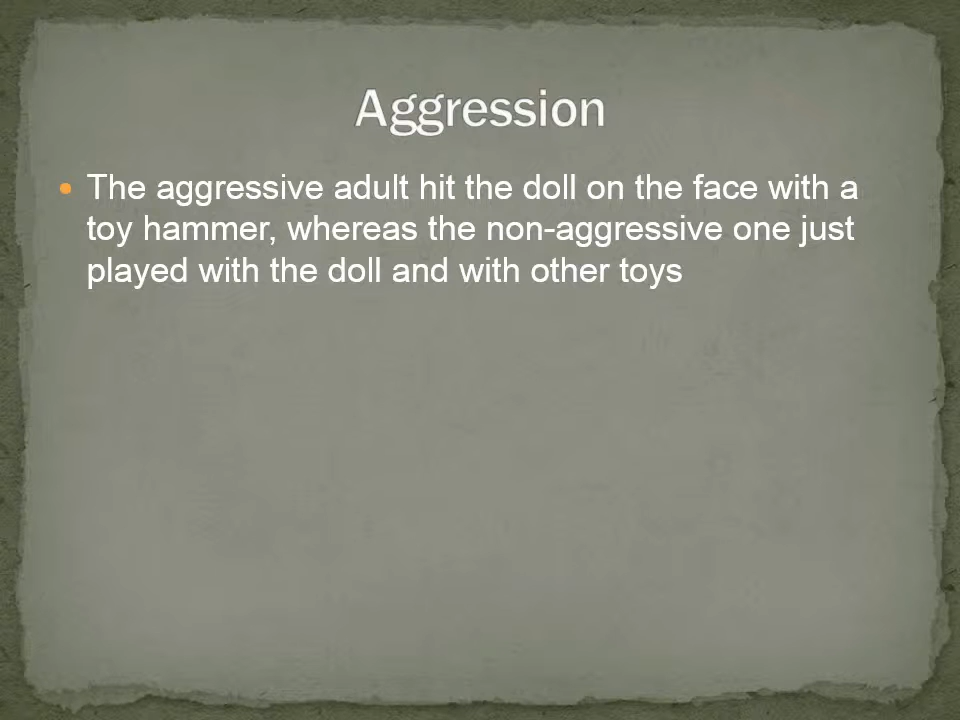 Aggression
• The aggressive adult hit the doll on the face with a
toy hammer, whereas the non-aggressive one just
played with the doll and with other toys